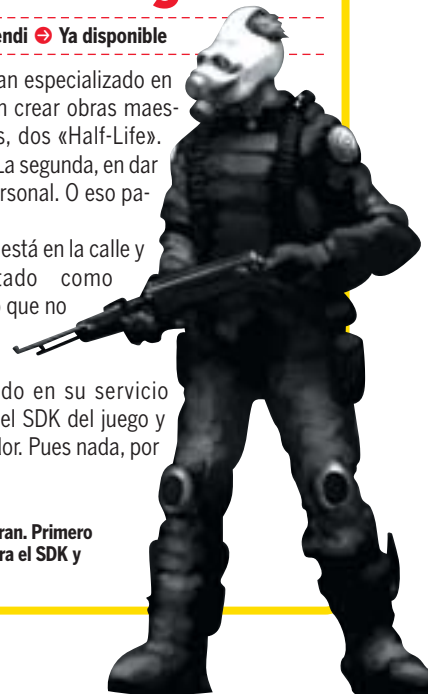 endi Ya disponible
an especializado en
n crear obras maes-
s, dos «Half-Life».
La segunda, en dar
rsonal. O eso pa-
está en la calle y
tado como
o que no
do en su servicio
el SDK del juego y
lor. Pues nada, por
ran. Primero
ra el SDK y